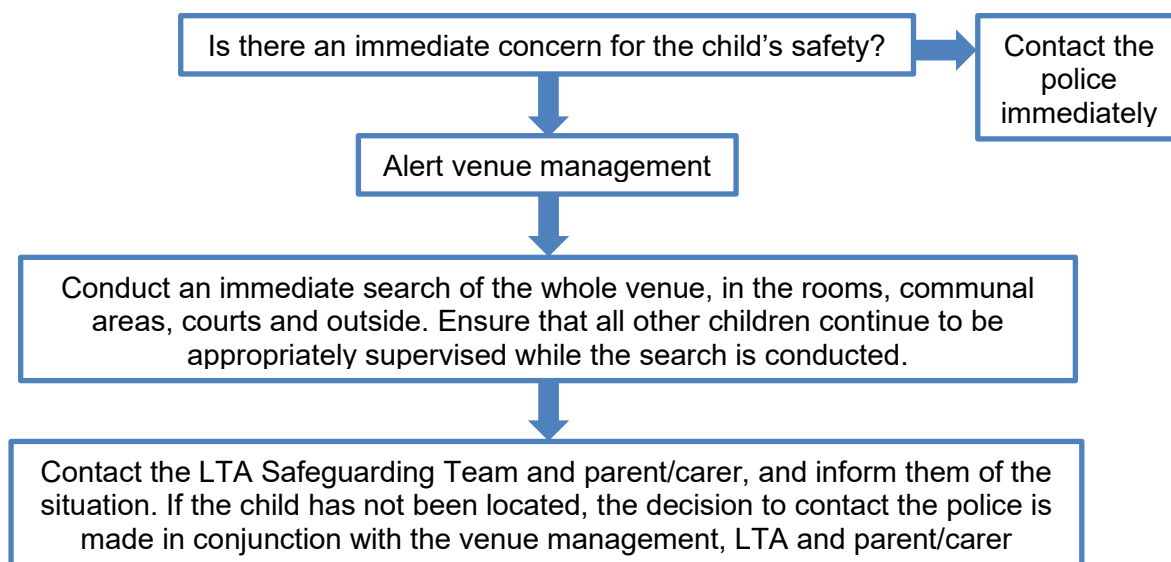 Is there an immediate concern for the child’s safety?
Contact the
police
immediately
Alert venue management
Conduct an immediate search of the whole venue, in the rooms, communal
areas, courts and outside. Ensure that all other children continue to be
appropriately supervised while the search is conducted.
Contact the LTA Safeguarding Team and parent/carer, and inform them of the
situation. If the child has not been located, the decision to contact the police is
made in conjunction with the venue management, LTA and parent/carer